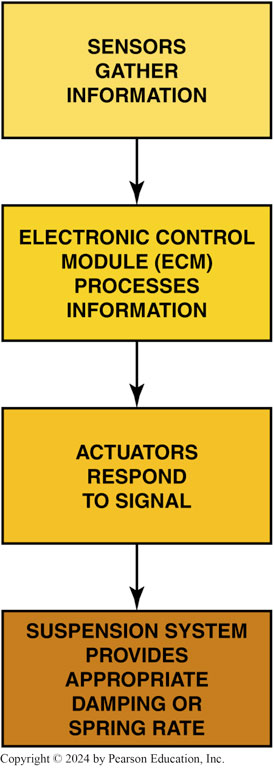 SENSORS
GATHER
INFORMATION
ELECTRONIC CONTROL
MODULE (ECM)
PROCESSES
INFORMATION
ACTUATORS
RESPOND
TO SIGNAL
SUSPENSION SYSTEM
PROVIDES
APPROPRIATE
DAMPING OR
SPRING RATE
Copyright © 2024 by Pearson Education, Inc.